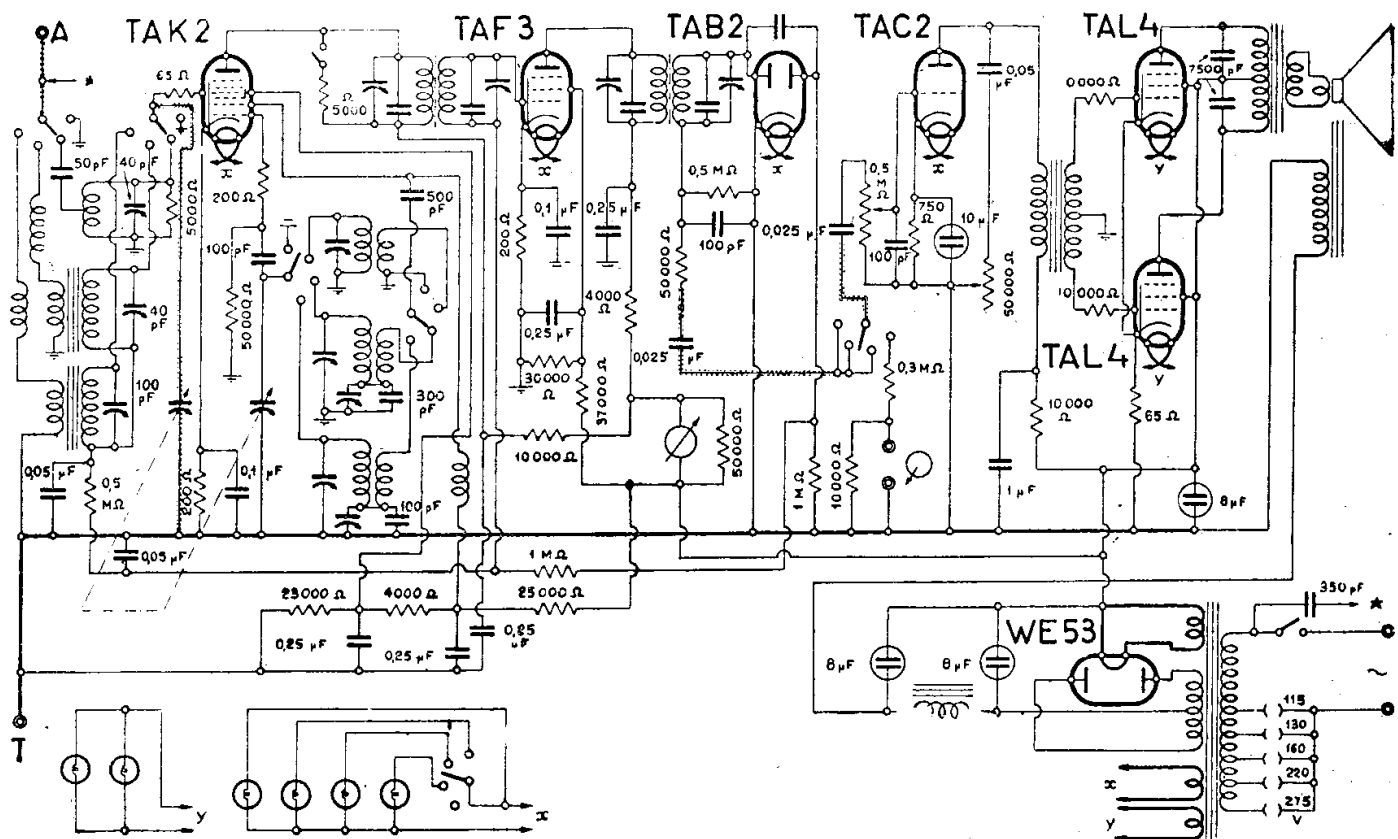 A
TAK2
TAF3
TAB2
TAC2
TAL4
65 Ω
Ω
5000
0,05
µF
7500 pF
0000 Ω
50 pF
40 pF
5000 Ω
x
200 Ω
500
pF
x
0,5 MΩ
x
0,5
MΩ
x
y
100 pF
200 Ω
0,1 µF
0,25 µF
100 pF
0,025 µF
750
Ω
10 µF
100 pF
50000 Ω
40
pF
50000 Ω
4000
Ω
50000 Ω
10000 Ω
0,25 µF
0,025
µF
TAL4
100
pF
300
pF
30000
Ω
37000 Ω
0,3 MΩ
y
10000 Ω
65 Ω
0,05 µF
0,5
MΩ
200 Ω
0,1 µF
10000 Ω
50000 Ω
1 MΩ
10000 Ω
1 µF
8 µF
100 pF
0,05 µF
1 MΩ
23000 Ω
4000 Ω
25000 Ω
350 pF
0,25 µF
0,25 µF
0,25
µF
WE53
8 µF
8 µF
~
T
115
130
160
220
275
V
x
y
y
x